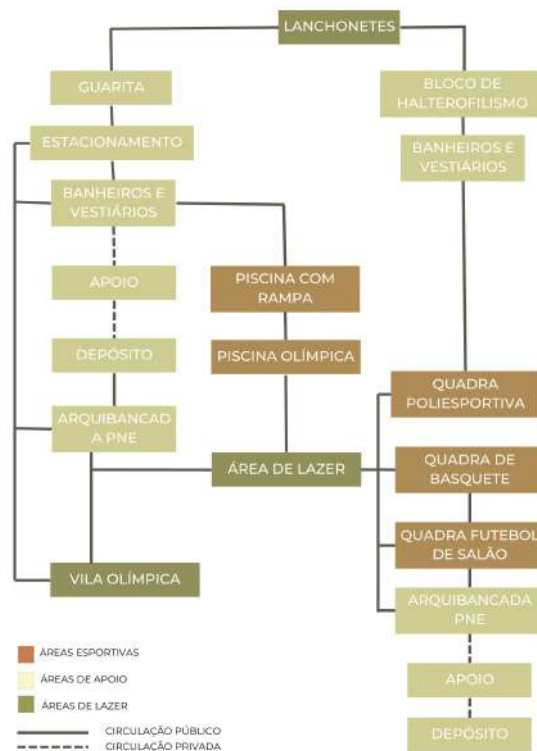 LANCHONETES
GUARITA
BLOCO DE
HALTEROFILISMO
ESTACIONAMENTO
BANHEIROS E
VESTIÁRIOS
BANHEIROS E
VESTIÁRIOS
APOIO
PISCINA COM
RAMPA
DEPÓSITO
PISCINA OLÍMPICA
QUADRA
POLIESPORTIVA
ARQUIBANCAD
A PNE
ÁREA DE LAZER
QUADRA DE
BASQUETE
QUADRA FUTEBOL
DE SALÃO
VILA OLÍMPICA
ARQUIBANCADA
PNE
APOIO
DEPÓSITO
ÁREAS ESPORTIVAS
ÁREAS DE APOIO
ÁREAS DE LAZER
CIRCULAÇÃO PÚBLICO
CIRCULAÇÃO PRIVADA